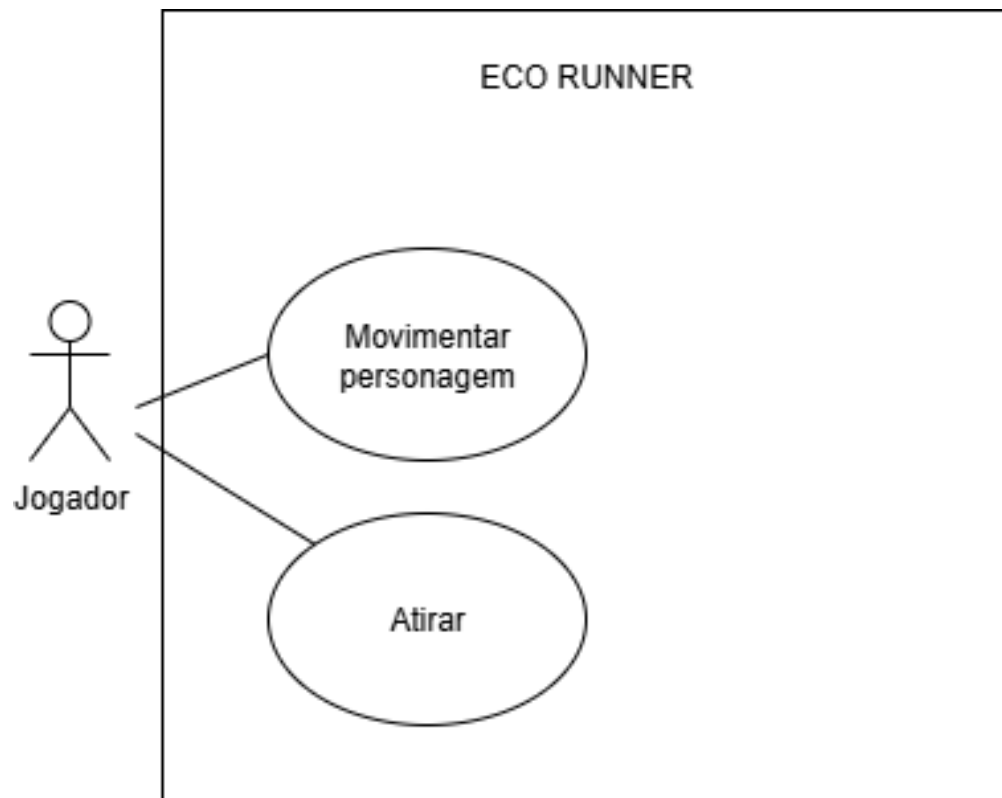 ECO RUNNER
Movimentar
personagem
Jogador
Atirar